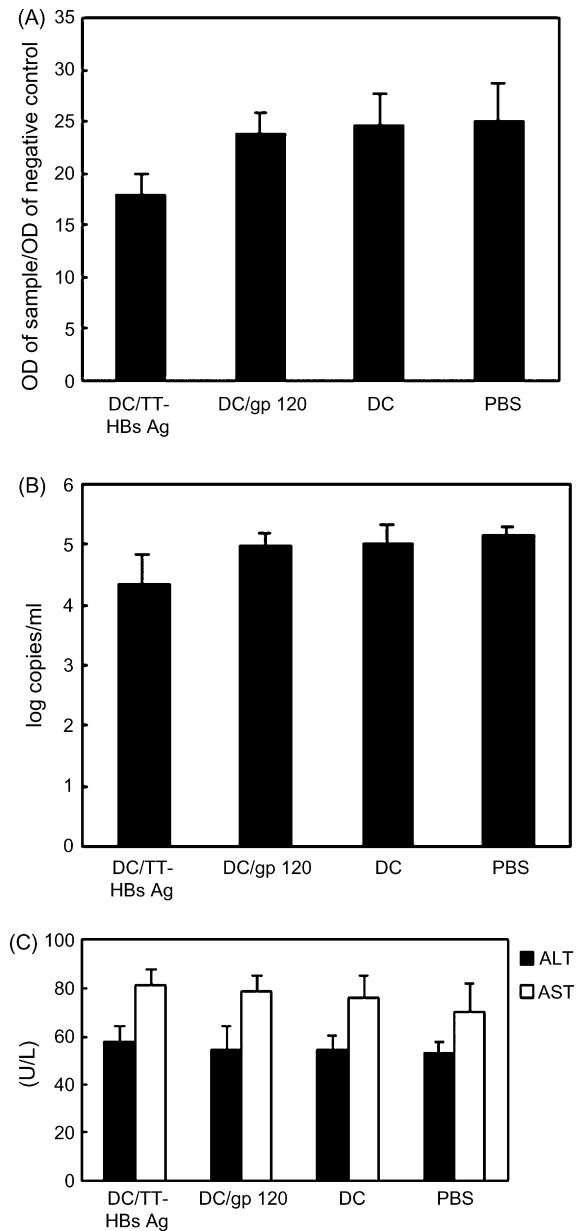 (A)
OD of sample/OD of negative control
35
30
25
20
15
10
5
0
DC/TT-
HBs Ag
DC/gp 120
DC
PBS
(B)
log copies/ml
6
5
4
3
2
1
0
DC/TT-
HBs Ag
DC/gp 120
DC
PBS
(C)
(U/L)
100
80
60
40
20
0
DC/TT-
HBs Ag
DC/gp 120
DC
PBS
ALT
AST